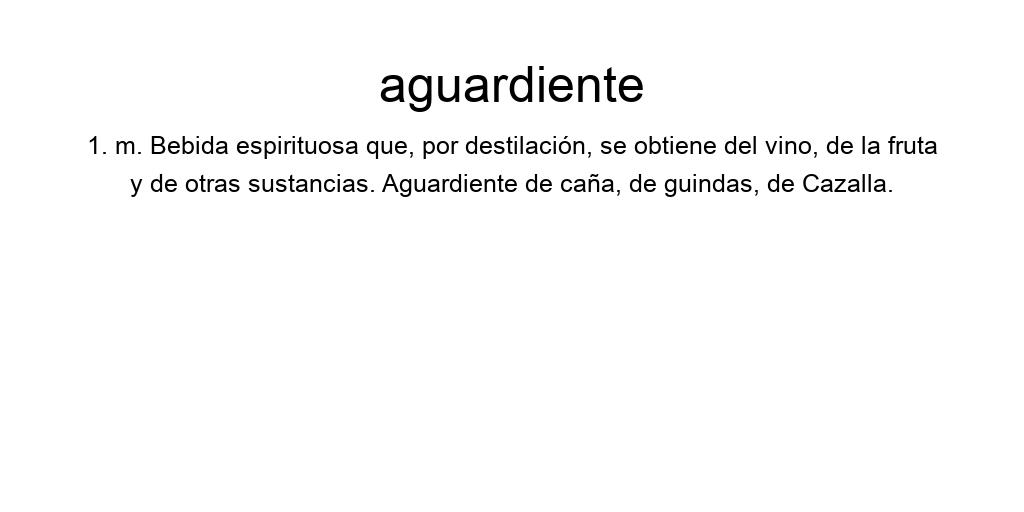 aguardiente
1. m. Bebida espirituosa que, por destilación, se obtiene del vino, de la fruta
y de otras sustancias. Aguardiente de caña, de guindas, de Cazalla.